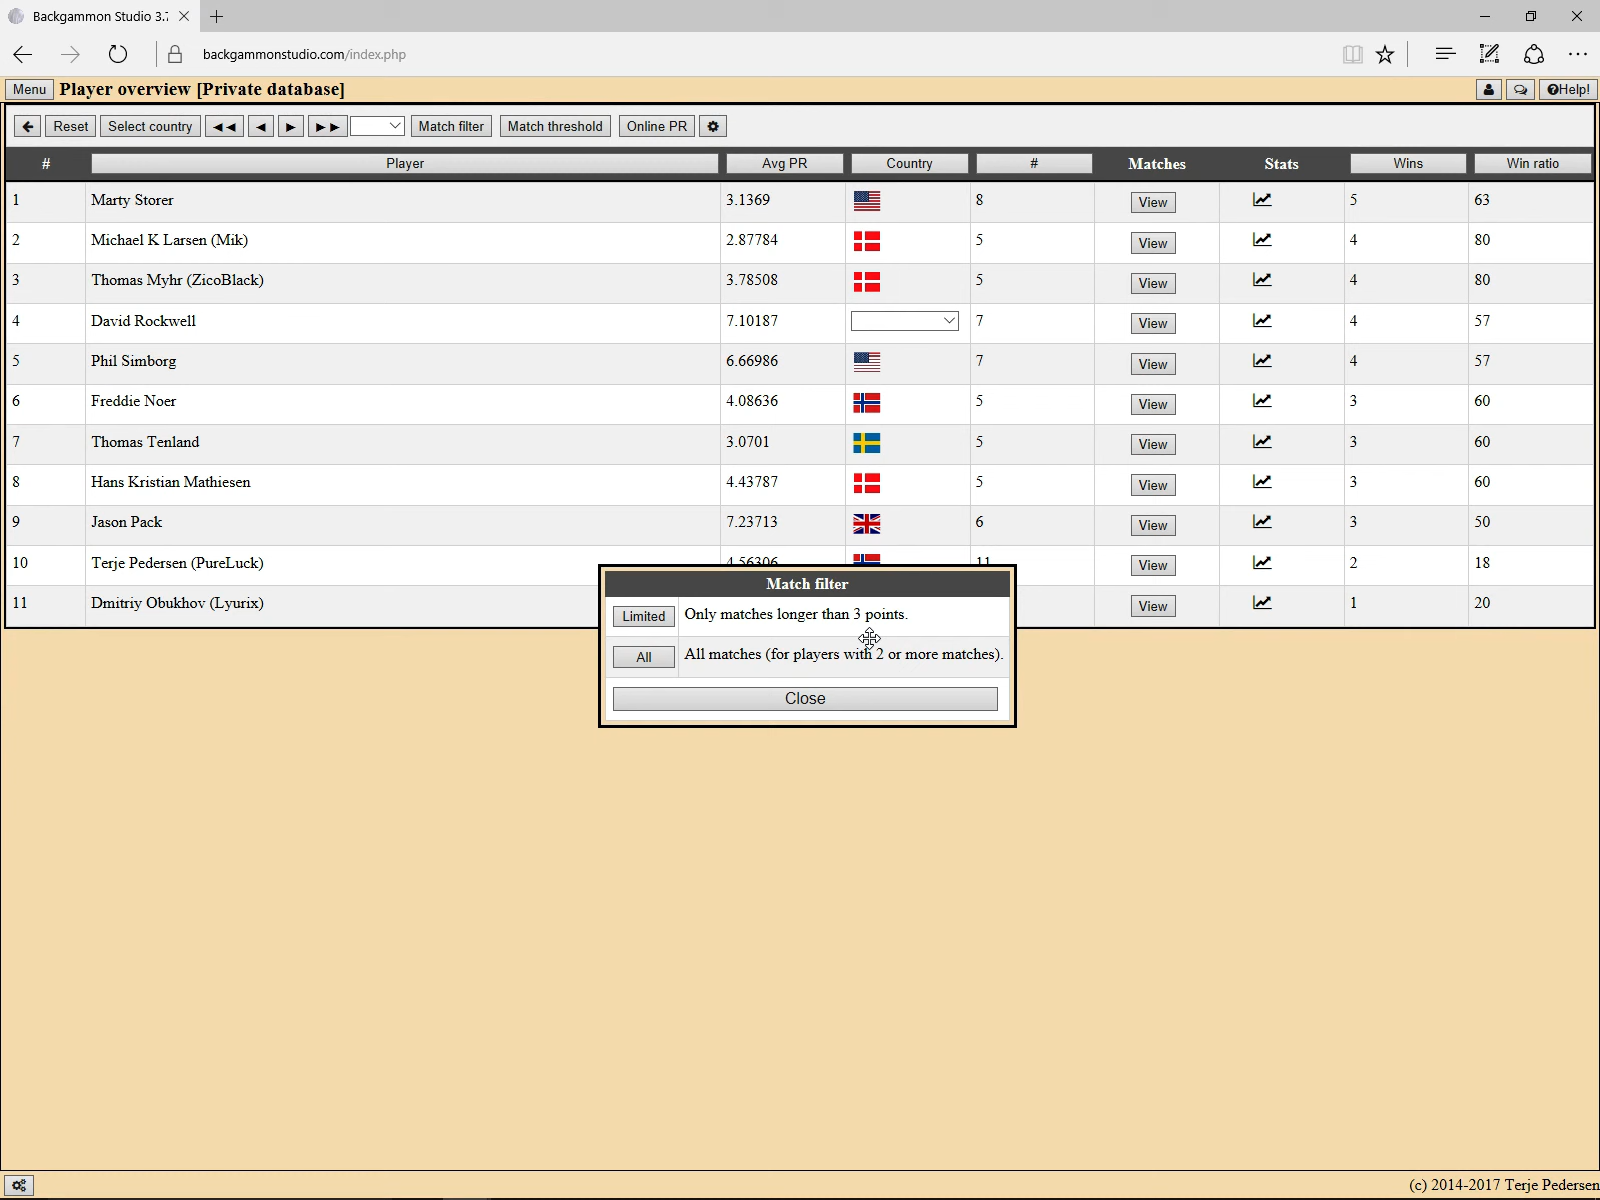 Backgammon Studio 3.
backgammonstudio.com/index.php
Menu Player overview [Private database] Help!
Reset Select country Match filter Match threshold Online PR
# Player Avg PR Country # Matches Stats Wins Win ratio
1 Marty Storer 3.1369 8 View 5 63
2 Michael K Larsen (Mik) 2.87784 5 View 4 80
3 Thomas Myhr (ZicoBlack) 3.78508 5 View 4 80
4 David Rockwell 7.10187 7 View 4 57
5 Phil Simborg 6.66986 7 View 4 57
6 Freddie Noer 4.08636 5 View 3 60
7 Thomas Tenland 3.0701 5 View 3 60
8 Hans Kristian Mathiesen 4.43787 5 View 3 60
9 Jason Pack 7.23713 6 View 3 50
10 Terje Pedersen (PureLuck) 4.56306 11 View 2 18
11 Dmitriy Obukhov (Lyurix) View 1 20
Match filter
Limited Only matches longer than 3 points.
All All matches (for players with 2 or more matches).
Close
(c) 2014-2017 Terje Pedersen